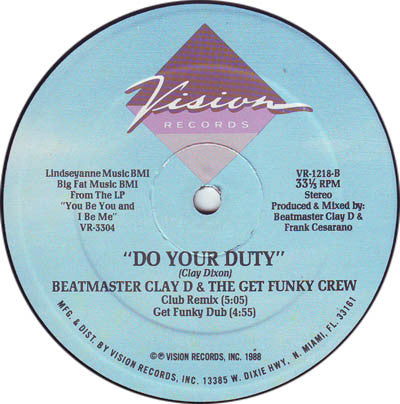 Vision
RECORDS
Lindseyanne Music BMI
Big Fat Music BMI
From The LP
"You Be You and
I Be Me"
VR-3304
VR-1218-B
33⅓ RPM
Stereo
Produced & Mixed by:
Beatmaster Clay D &
Frank Cesarano
"DO YOUR DUTY"
(Clay Dixon)
BEATMASTER CLAY D & THE GET FUNKY CREW
Club Remix (5:05)
Get Funky Dub (4:55)
©℗ VISION RECORDS, INC. 1988
MFG. & DIST. BY VISION RECORDS, INC. 13385 W. DIXIE HWY. N. MIAMI, FL. 33161